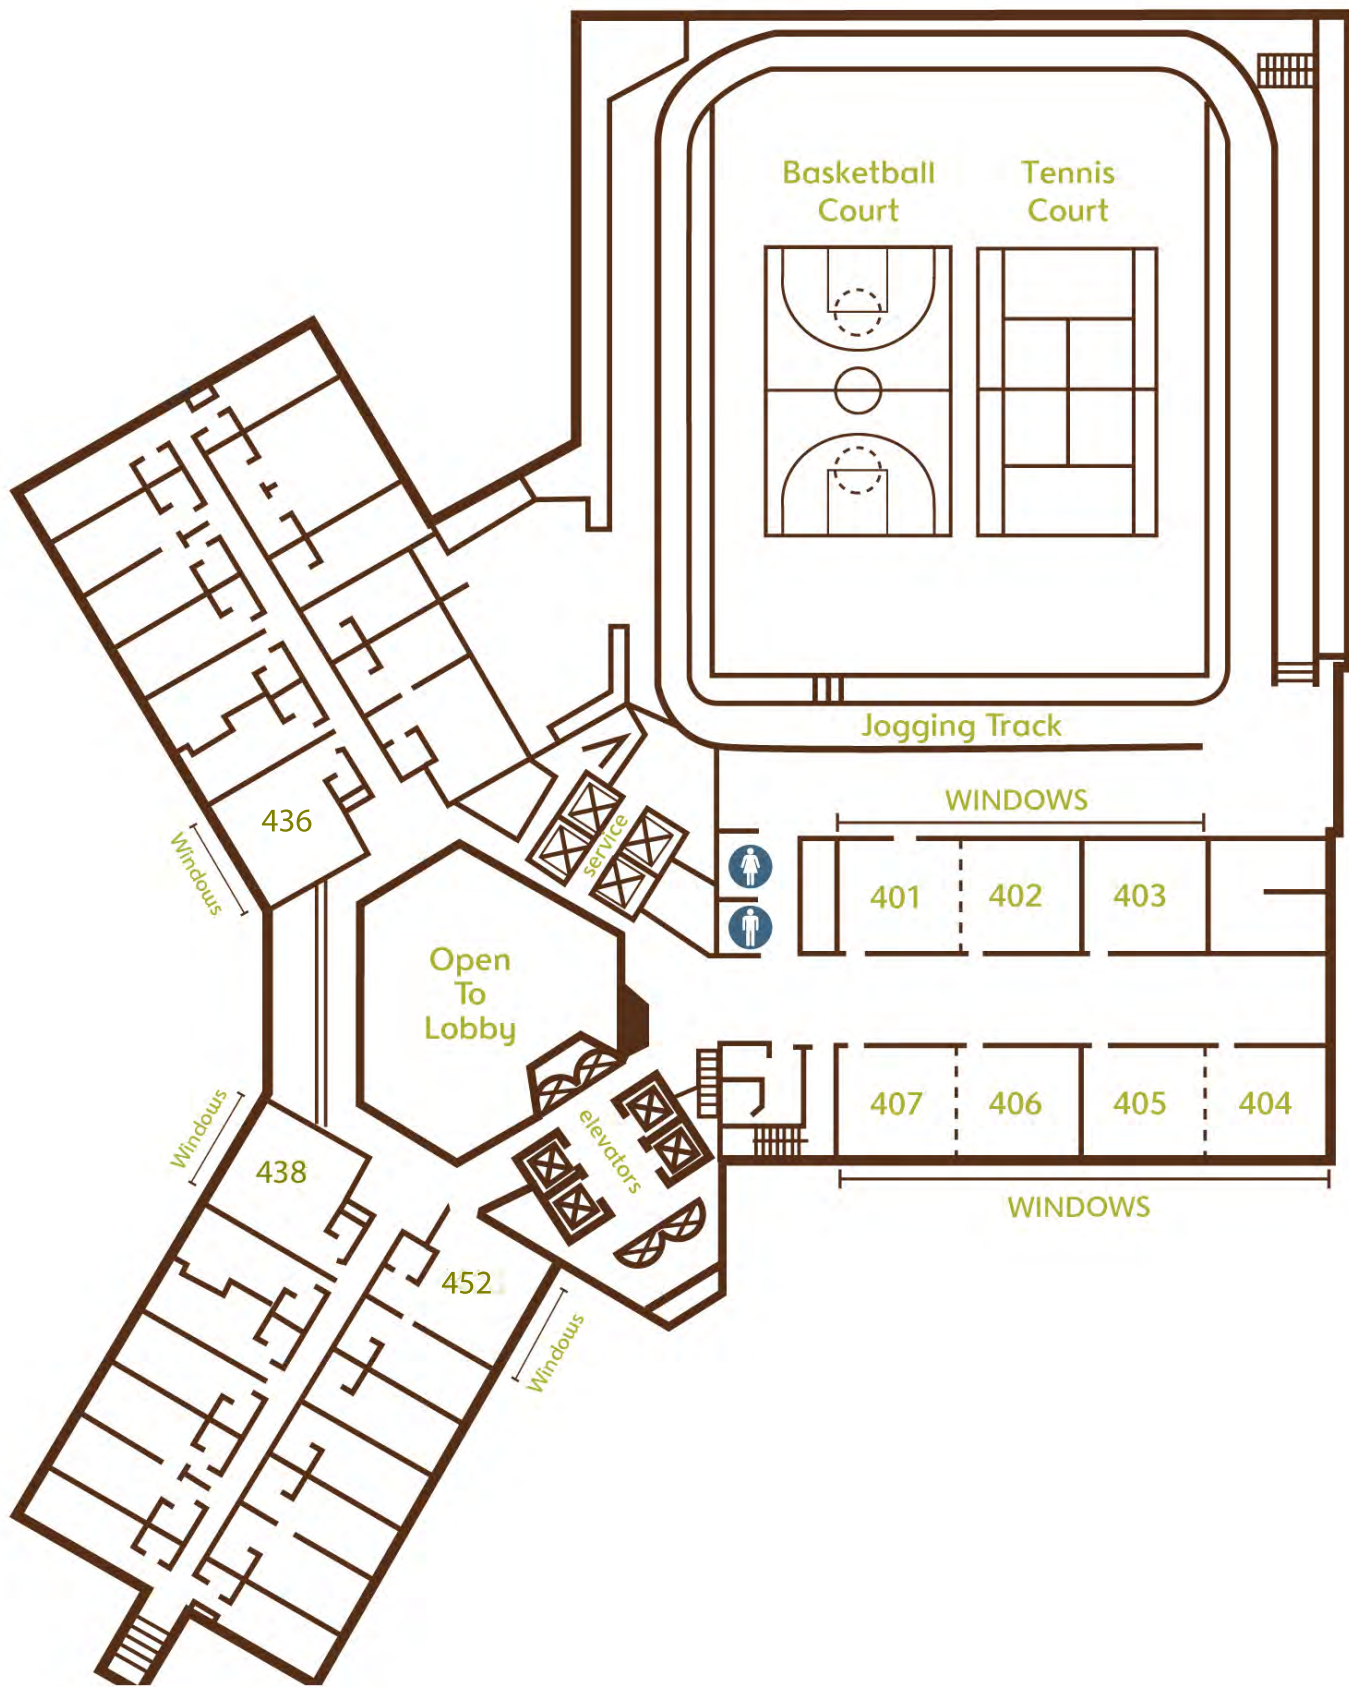 Basketball
Court
Tennis
Court
Jogging Track
WINDOWS
436
Windows
service
401
402
403
Open
To
Lobby
elevators
407
406
405
404
Windows
438
WINDOWS
452
Windows